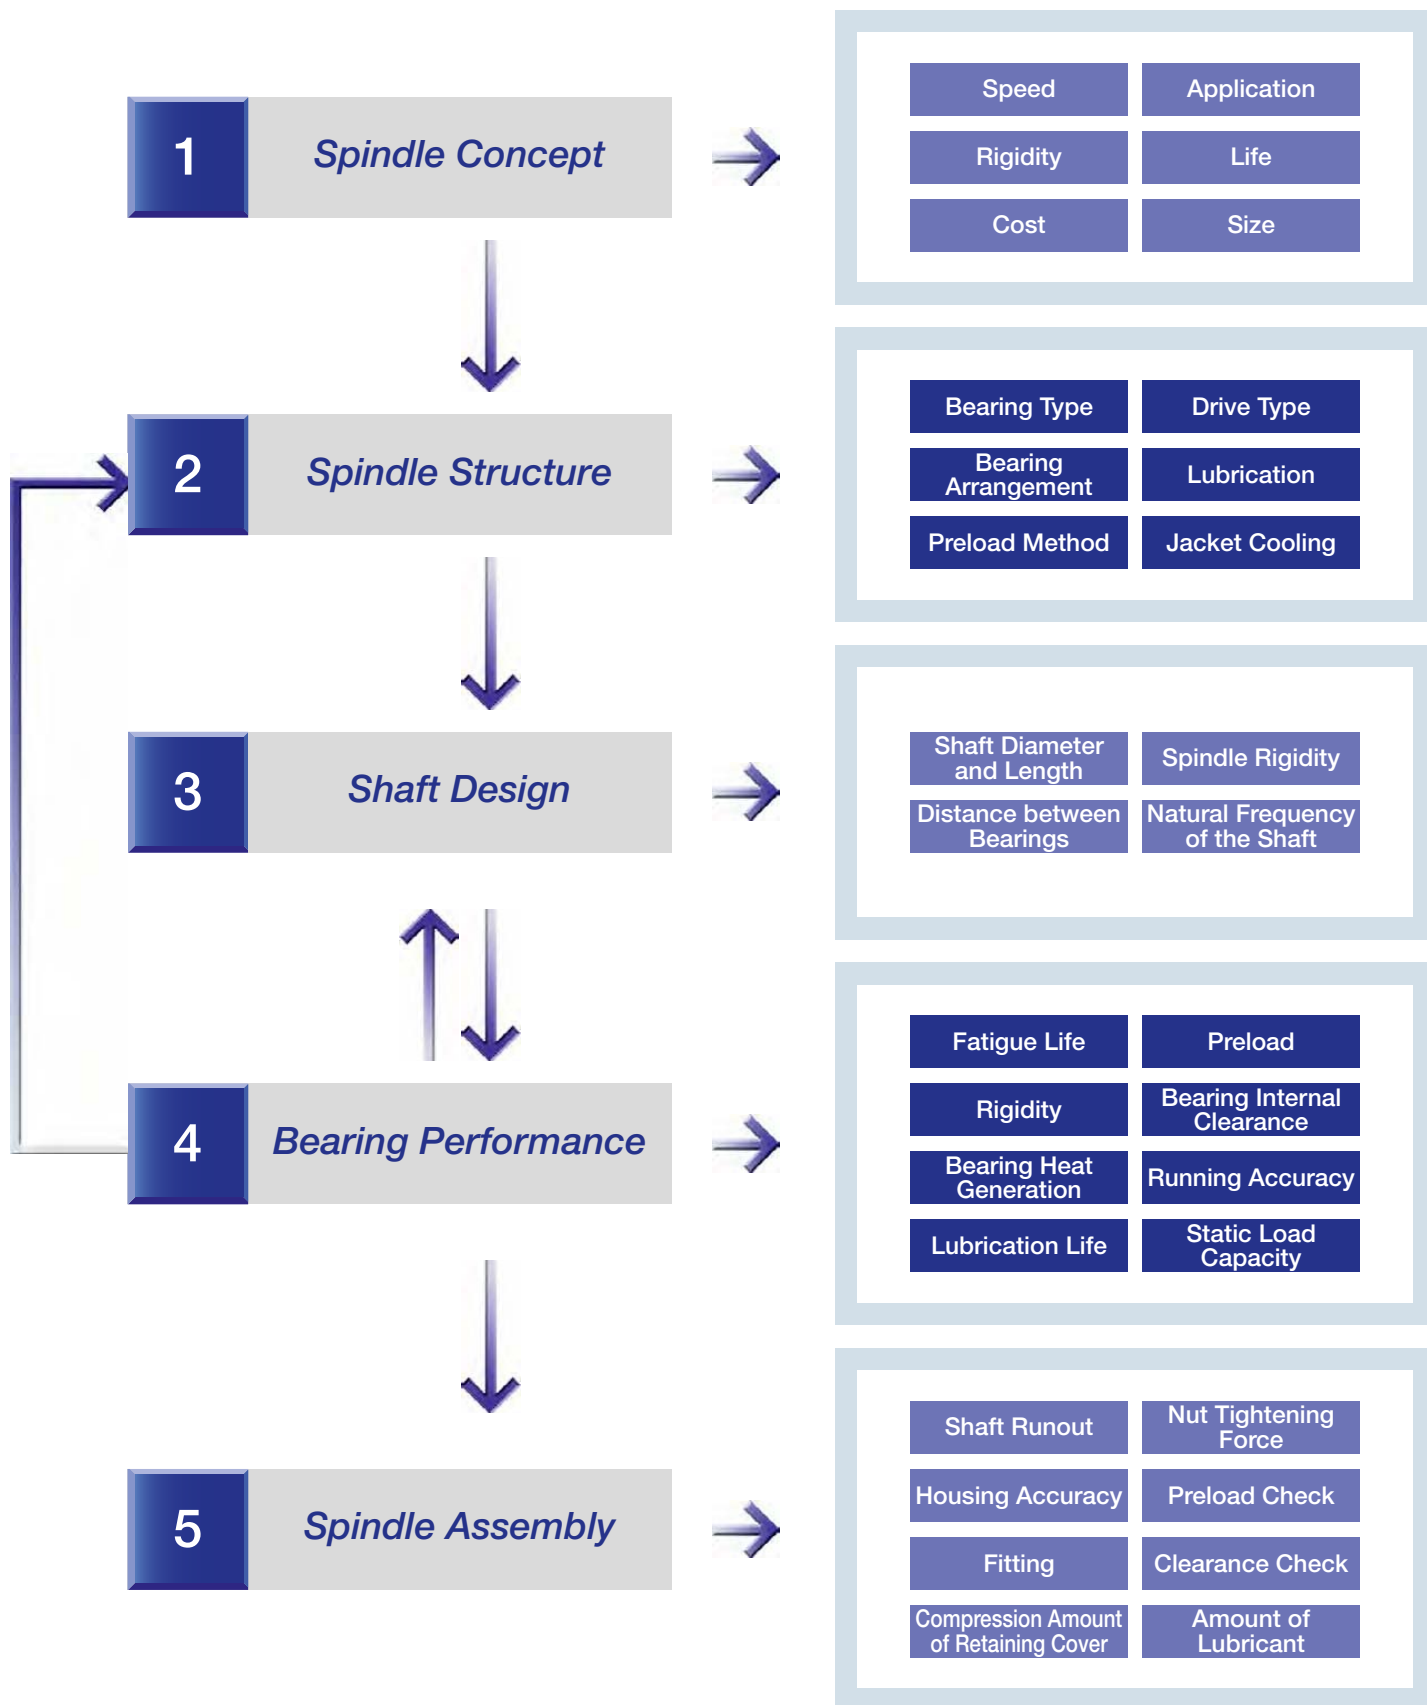 1
Spindle Concept
Speed
Application
Rigidity
Life
Cost
Size
2
Spindle Structure
Bearing Type
Drive Type
Bearing
Arrangement
Lubrication
Preload Method
Jacket Cooling
3
Shaft Design
Shaft Diameter
and Length
Spindle Rigidity
Distance between
Bearings
Natural Frequency
of the Shaft
4
Bearing Performance
Fatigue Life
Preload
Rigidity
Bearing Internal
Clearance
Bearing Heat
Generation
Running Accuracy
Lubrication Life
Static Load
Capacity
5
Spindle Assembly
Shaft Runout
Nut Tightening
Force
Housing Accuracy
Preload Check
Fitting
Clearance Check
Compression Amount
of Retaining Cover
Amount of
Lubricant